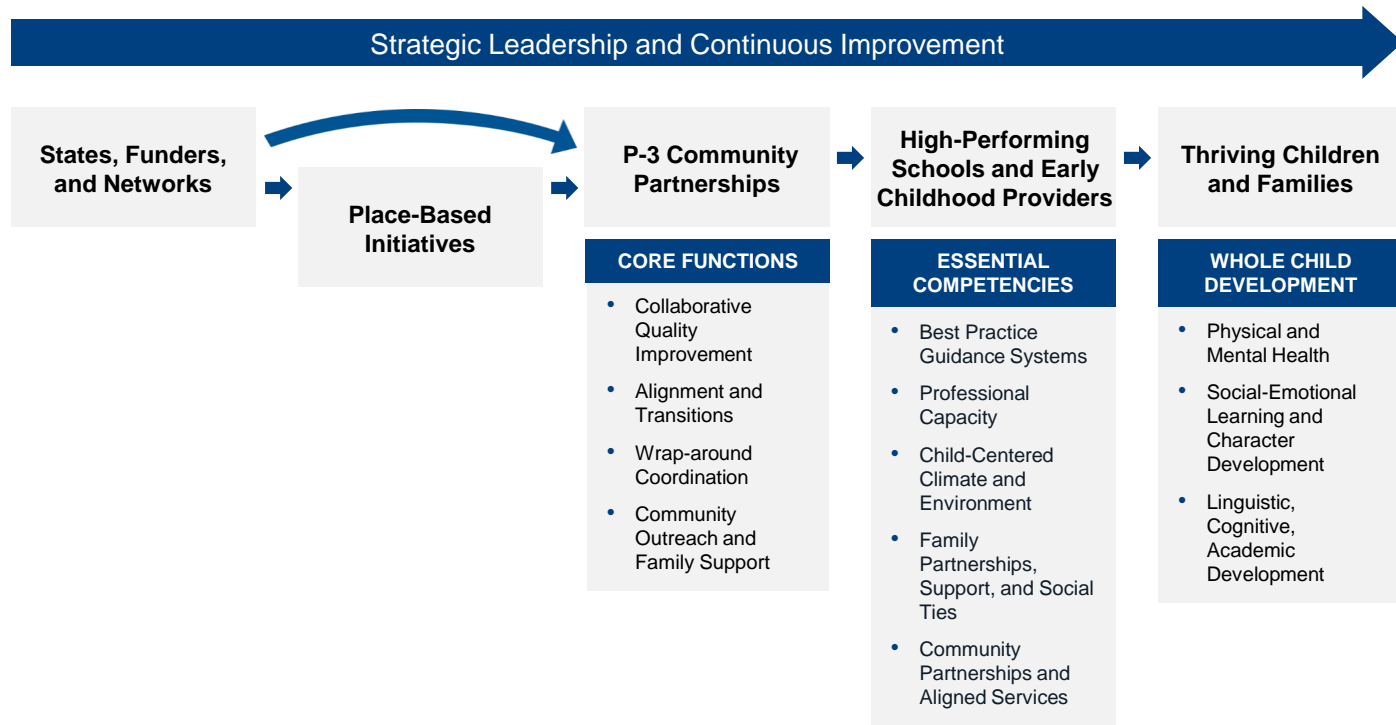 Strategic Leadership and Continuous Improvement
States, Funders,
and Networks
Place-Based
Initiatives
P-3 Community
Partnerships
CORE FUNCTIONS
• Collaborative
Quality
Improvement
• Alignment and
Transitions
• Wrap-around
Coordination
• Community
Outreach and
Family Support
High-Performing
Schools and Early
Childhood Providers
ESSENTIAL
COMPETENCIES
• Best Practice
Guidance Systems
• Professional
Capacity
• Child-Centered
Climate and
Environment
• Family
Partnerships,
Support, and Social
Ties
• Community
Partnerships and
Aligned Services
Thriving Children
and Families
WHOLE CHILD
DEVELOPMENT
• Physical and
Mental Health
• Social-Emotional
Learning and
Character
Development
• Linguistic,
Cognitive,
Academic
Development